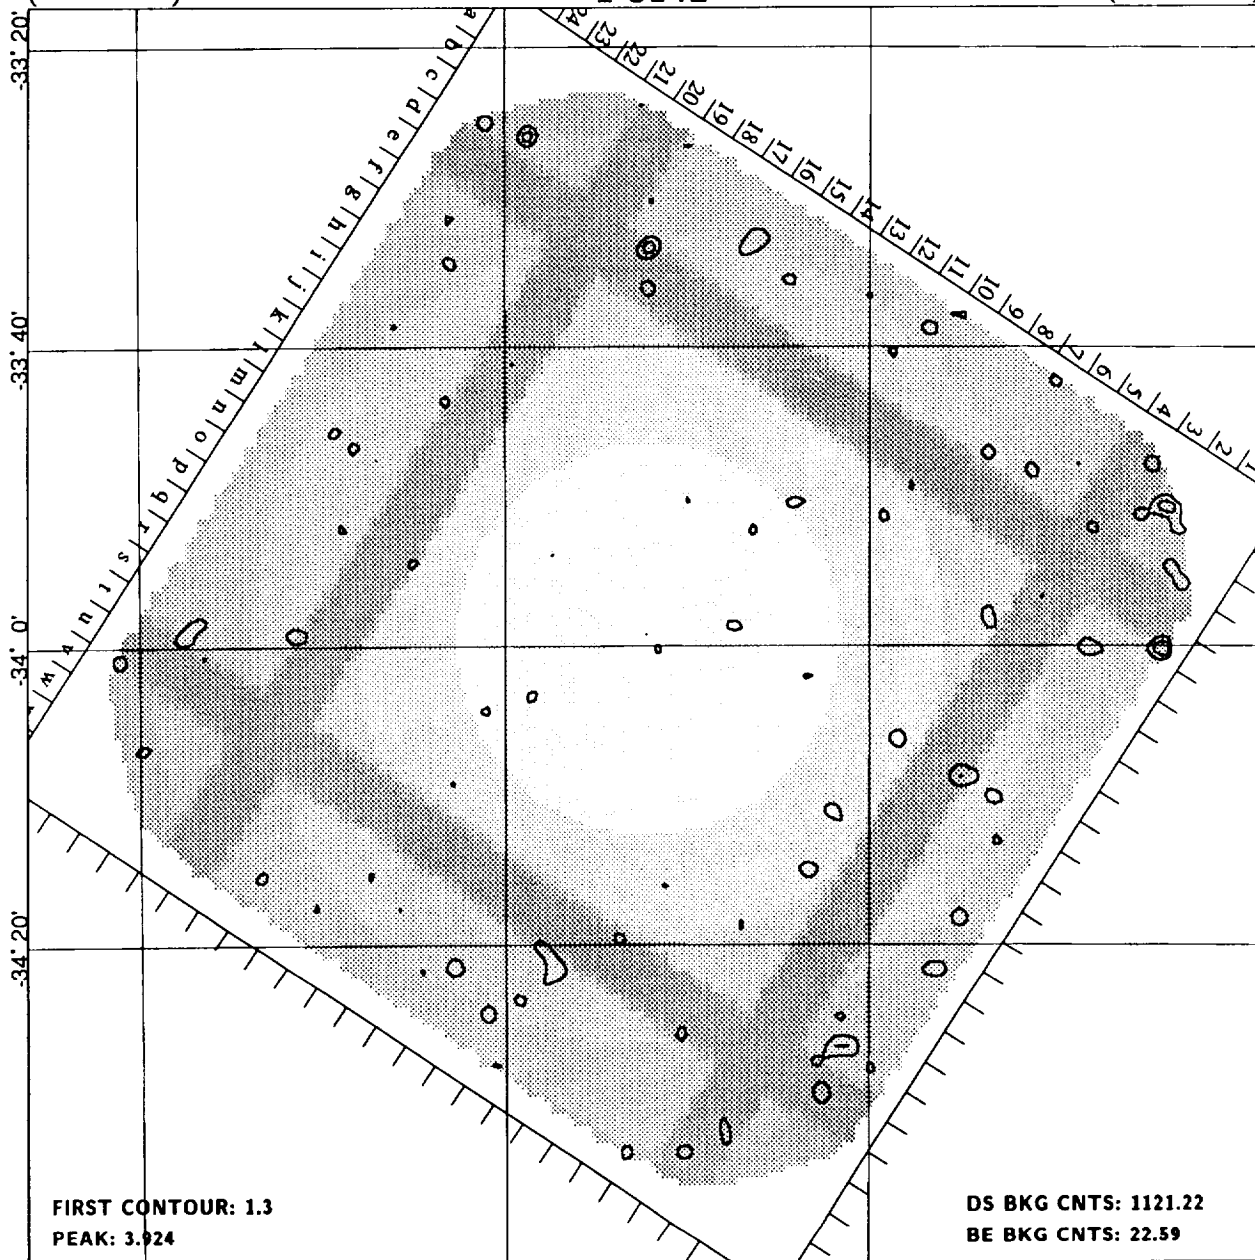 -33° 20'
-33° 40'
-34° 0'
-34° 20'
a b c d e f g h i j k l m n o p q r s t u v w
24 23 22 21 20 19 18 17 16 15 14 13 12 11 10 9 8 7 6 5 4 3 2 1
FIRST CONTOUR: 1.3
PEAK: 3.924
DS BKG CNTS: 1121.22
BE BKG CNTS: 22.59